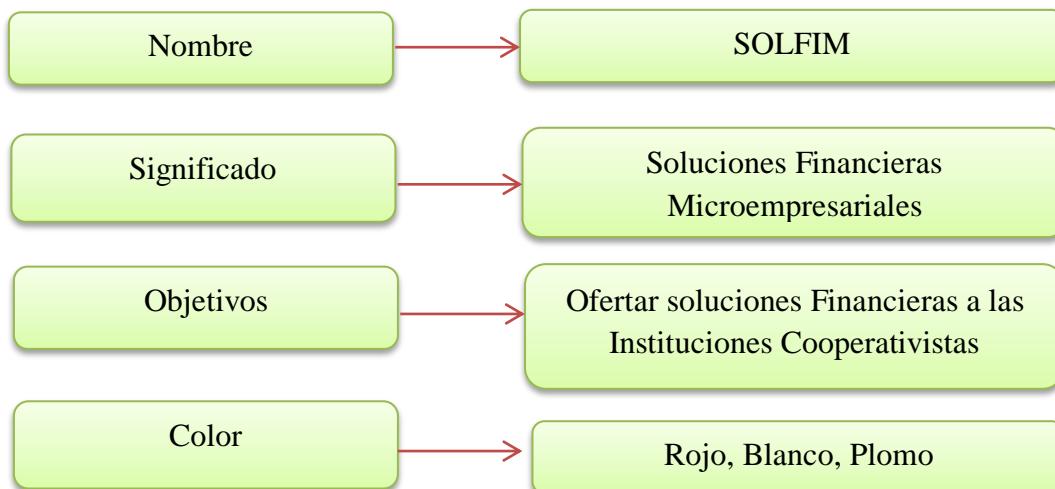 Nombre
SOLFIM
Significado
Soluciones Financieras
Microempresariales
Objetivos
Ofertar soluciones Financieras a las
Instituciones Cooperativistas
Color
Rojo, Blanco, Plomo